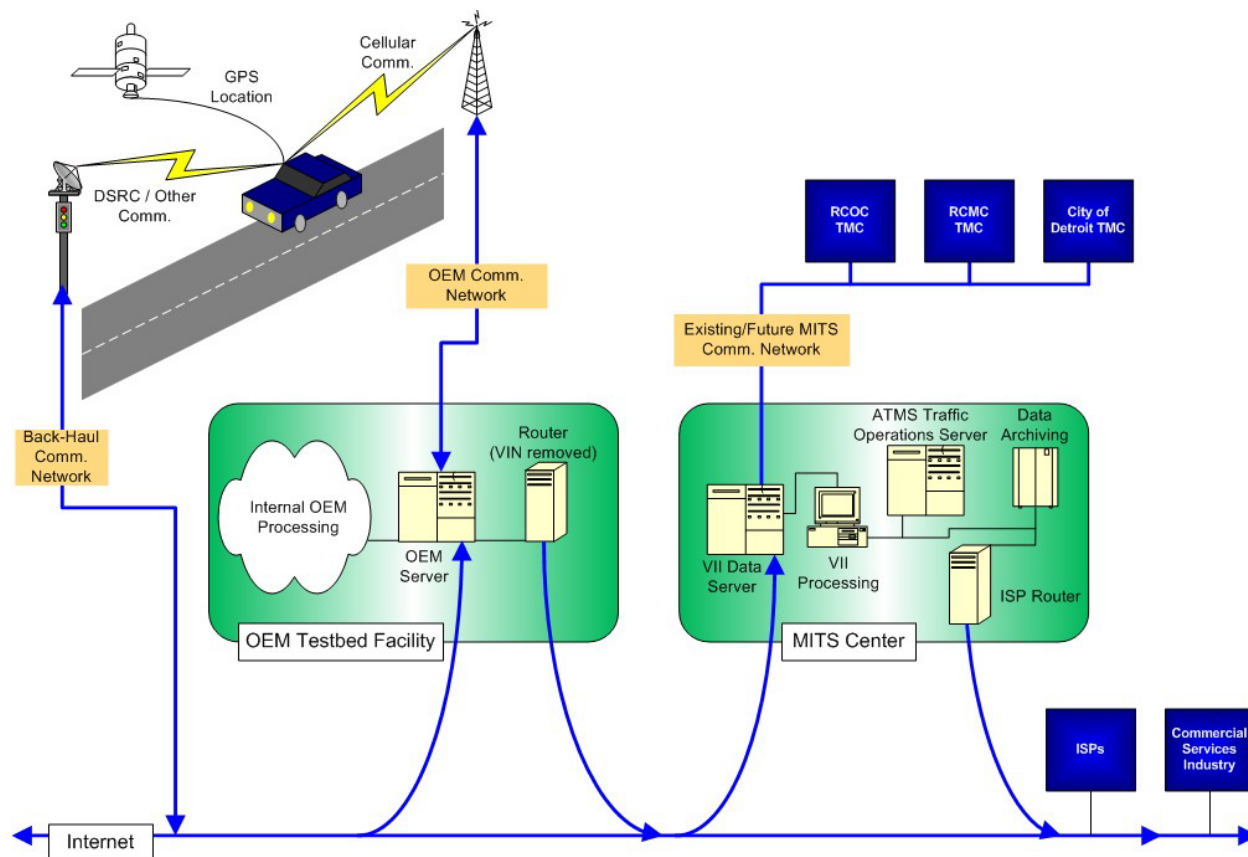 Cellular
Comm.
GPS
Location
DSRC / Other
Comm.
OEM Comm.
Network
RCOC
TMC
RCMC
TMC
City of
Detroit TMC
Existing/Future MITS
Comm. Network
Back-Haul
Comm.
Network
Internal OEM
Processing
OEM
Server
Router
(VIN removed)
OEM Testbed Facility
ATMS Traffic
Operations Server
Data
Archiving
VII Data
Server
VII
Processing
ISP Router
MITS Center
ISPs
Commercial
Services
Industry
Internet